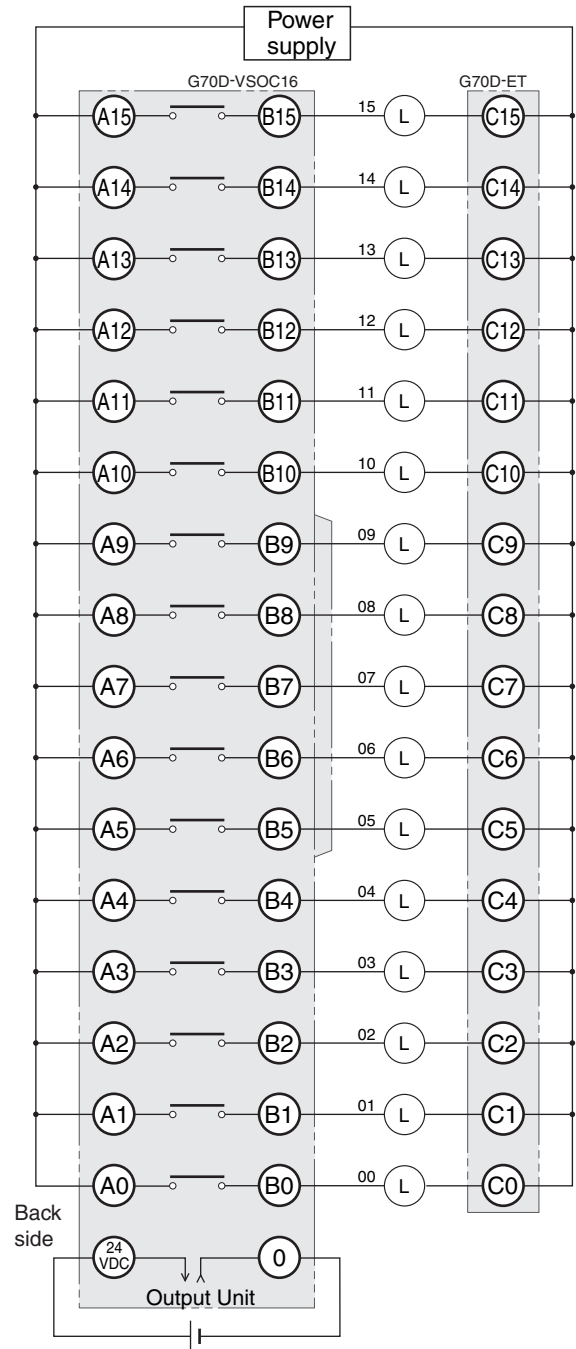 Power
supply
G70D-VSOC16 G70D-ET
A15 B15 15 L C15
A14 B14 14 L C14
A13 B13 13 L C13
A12 B12 12 L C12
A11 B11 11 L C11
A10 B10 10 L C10
A9 B9 09 L C9
A8 B8 08 L C8
A7 B7 07 L C7
A6 B6 06 L C6
A5 B5 05 L C5
A4 B4 04 L C4
A3 B3 03 L C3
A2 B2 02 L C2
A1 B1 01 L C1
A0 B0 00 L C0
Back
side
24
VDC 0
Output Unit